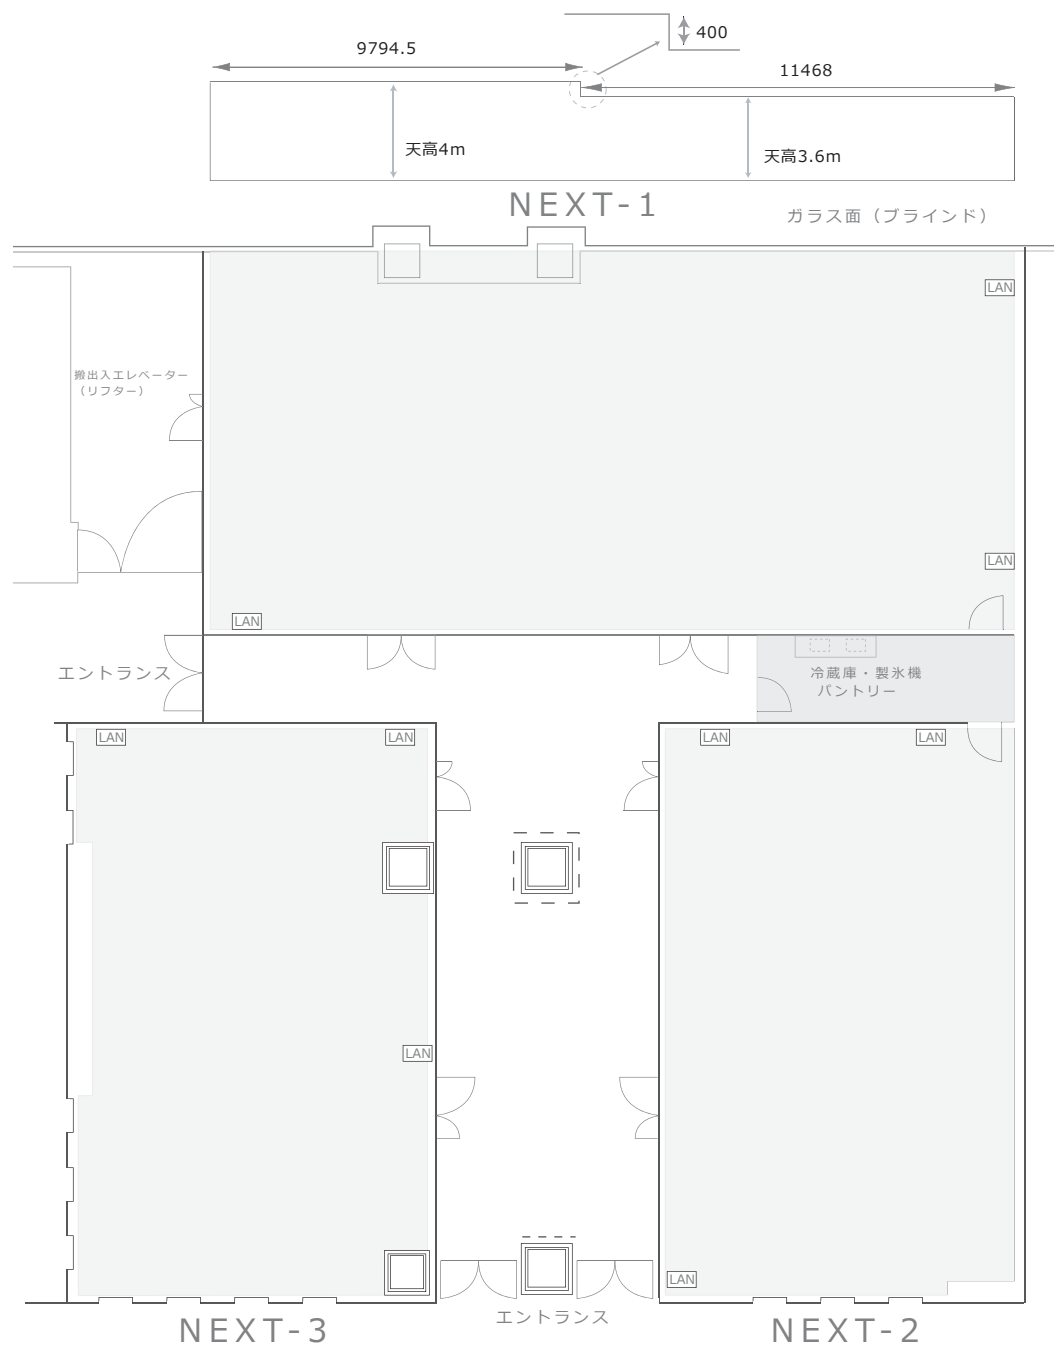 400
9794.5
11468
天高4m
天高3.6m
NEXT-1
ガラス面（ブラインド）
LAN
搬出入エレベーター
（リフター）
LAN
LAN
エントランス
冷蔵庫・製氷機
パントリー
LAN
LAN
LAN
LAN
LAN
LAN
エントランス
NEXT-3
NEXT-2